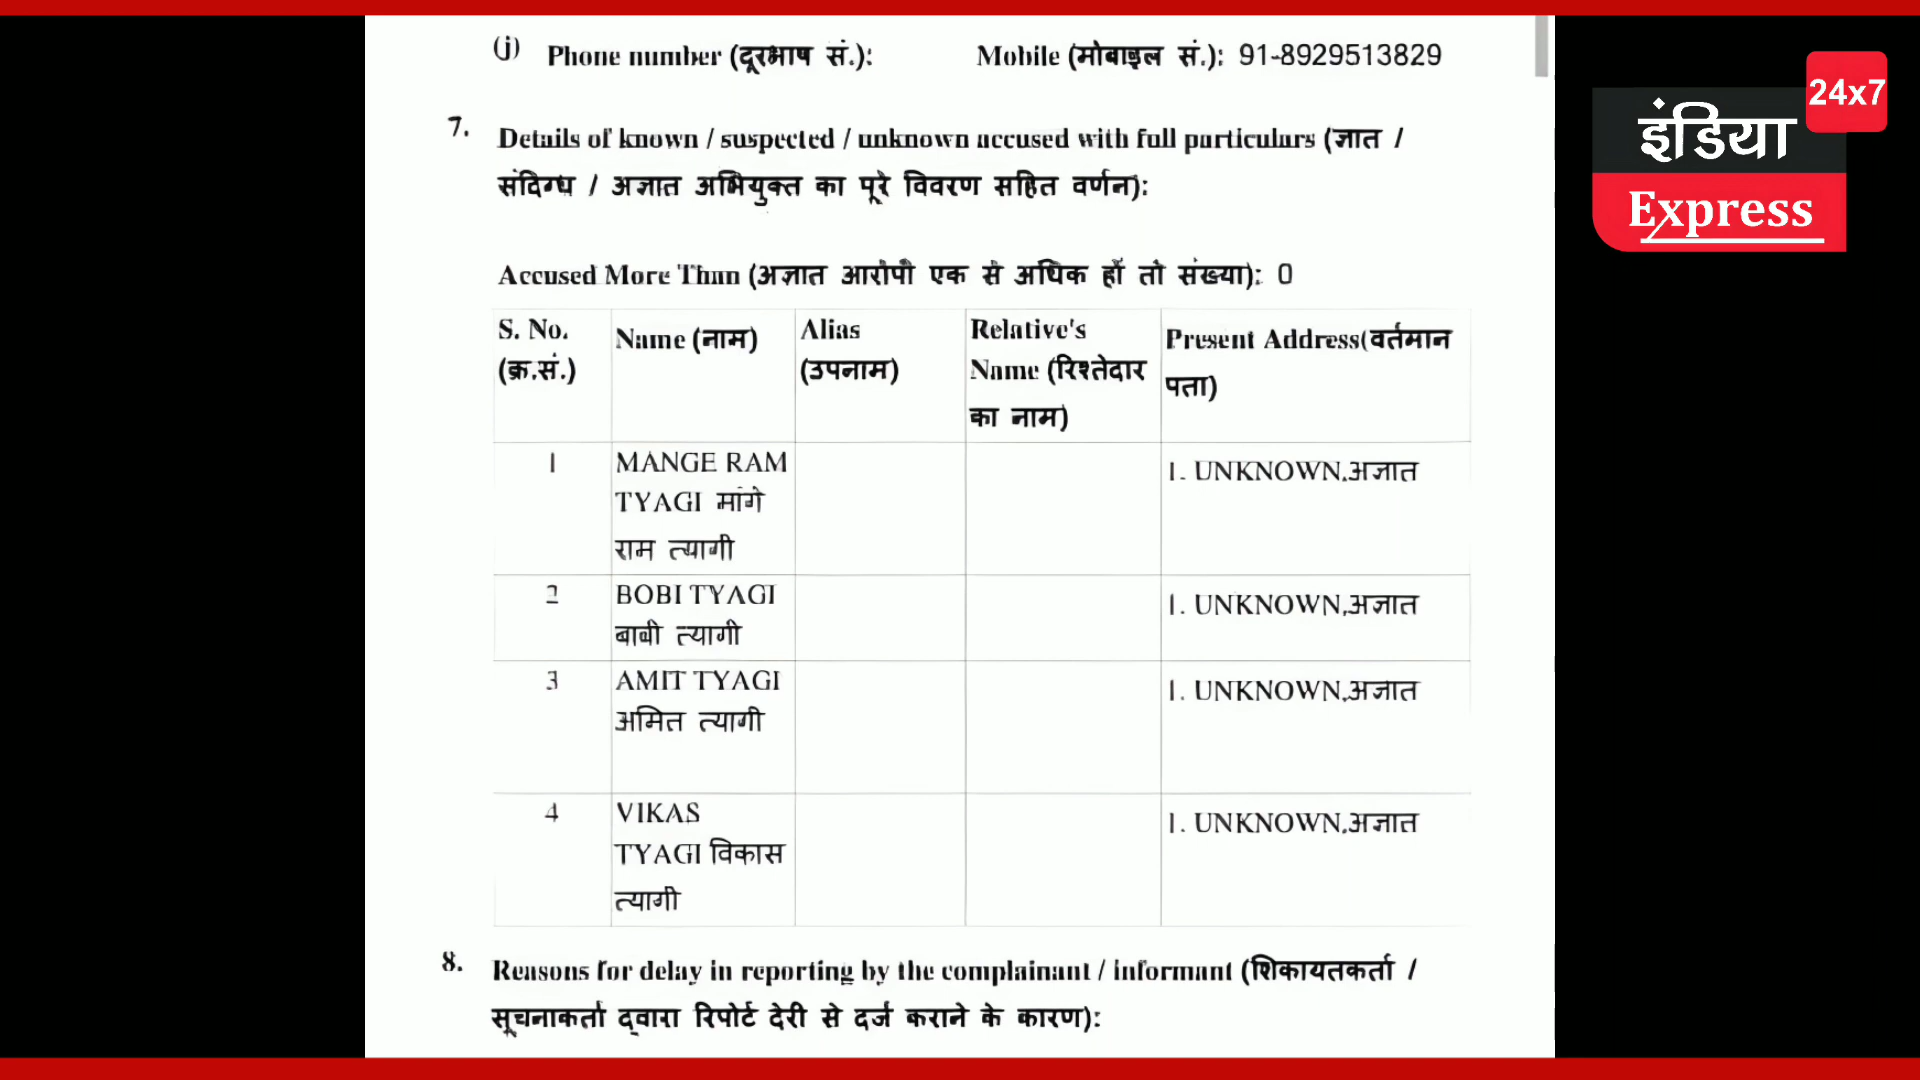 (j) Phone number (दूरभाष सं.): Mobile (मोबाइल सं.): 91-8929513829
7. Details of known / suspected / unknown accused with full particulars (ज्ञात /
संदिग्ध / अज्ञात अभियुक्त का पूरे विवरण सहित वर्णन):
Accused More Than (अज्ञात आरोपी एक से अधिक हों तो संख्या): 0
S. No. (क्र.सं.)
Name (नाम)
Alias (उपनाम)
Relative's Name (रिश्तेदार का नाम)
Present Address(वर्तमान पता)
1 MANGE RAM 1. UNKNOWN,अज्ञात
TYAGI मांगे
राम त्यागी
2 BOBI TYAGI 1. UNKNOWN,अज्ञात
बाबी त्यागी
3 AMIT TYAGI 1. UNKNOWN,अज्ञात
अमित त्यागी
4 VIKAS 1. UNKNOWN,अज्ञात
TYAGI विकास
त्यागी
8. Reasons for delay in reporting by the complainant / informant (शिकायतकर्ता /
सूचनाकर्ता द्वारा रिपोर्ट देरी से दर्ज कराने के कारण):
24x7
इंडिया
Express